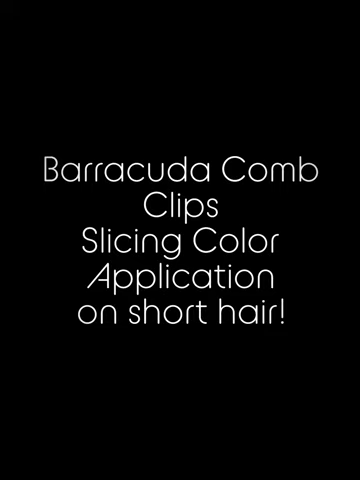 Barracuda Comb
Clips
Slicing Color
Application
on short hair!